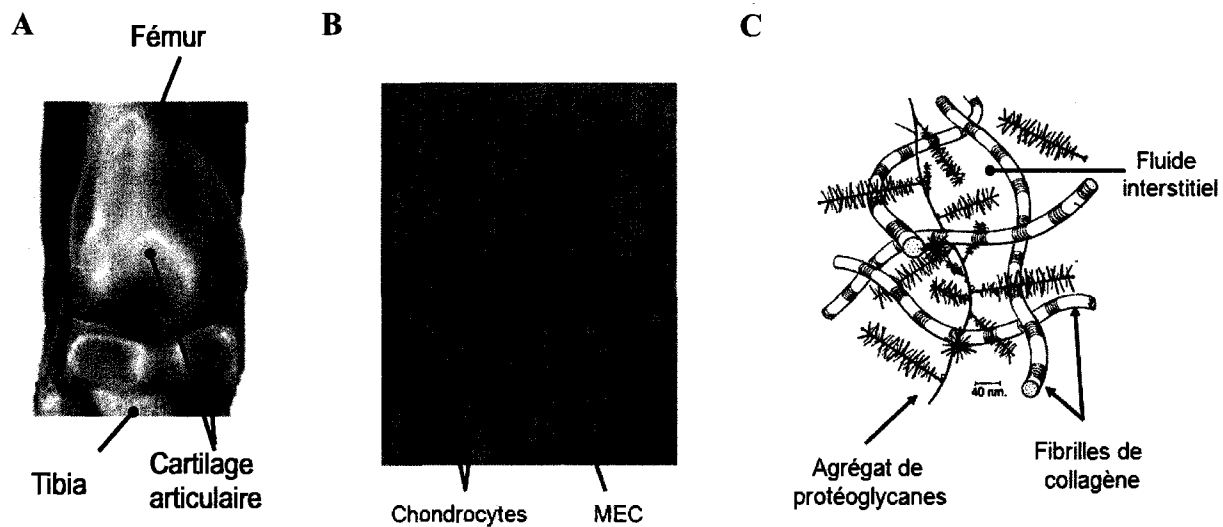 A
Fémur
Tibia
Cartilage
articulaire
B
Chondrocytes
MEC
C
Fluide
interstitiel
40 nm.
Agrégat de
protéoglycanes
Fibrilles de
collagène